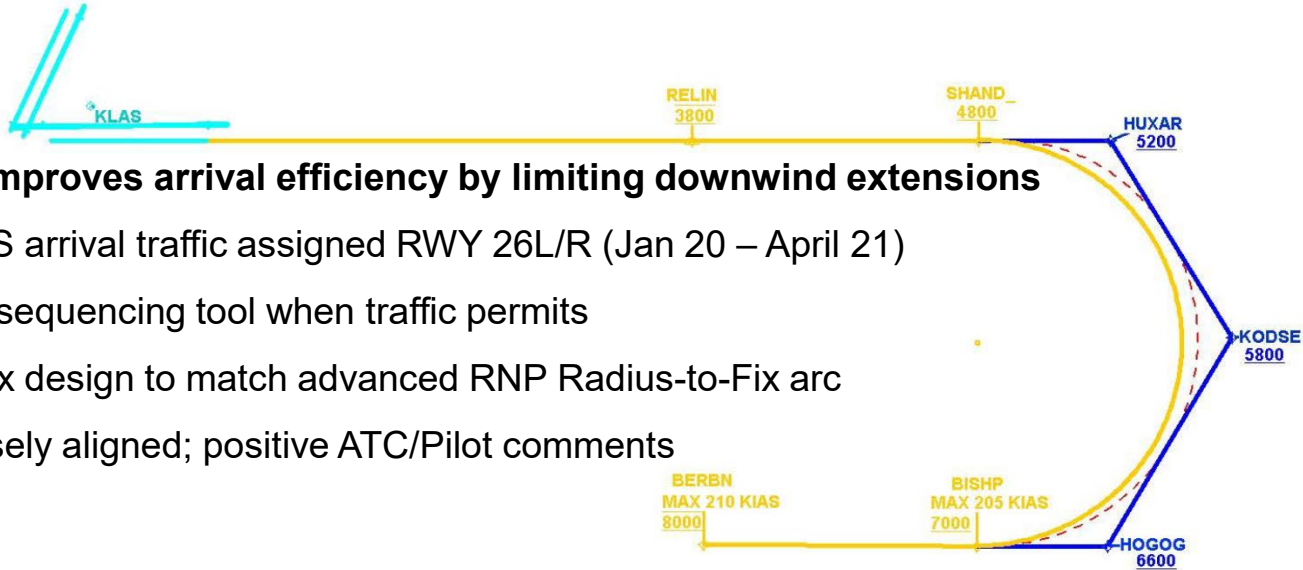 KLAS
RELIN
3800
SHAND_
4800
HUXAR
5200
mproves arrival efficiency by limiting downwind extensions
S arrival traffic assigned RWY 26L/R (Jan 20 – April 21)
sequencing tool when traffic permits
x design to match advanced RNP Radius-to-Fix arc
sely aligned; positive ATC/Pilot comments
KODSE
5800
BERBN
MAX 210 KIAS
8000
BISHP
MAX 205 KIAS
7000
HOGOG
6600